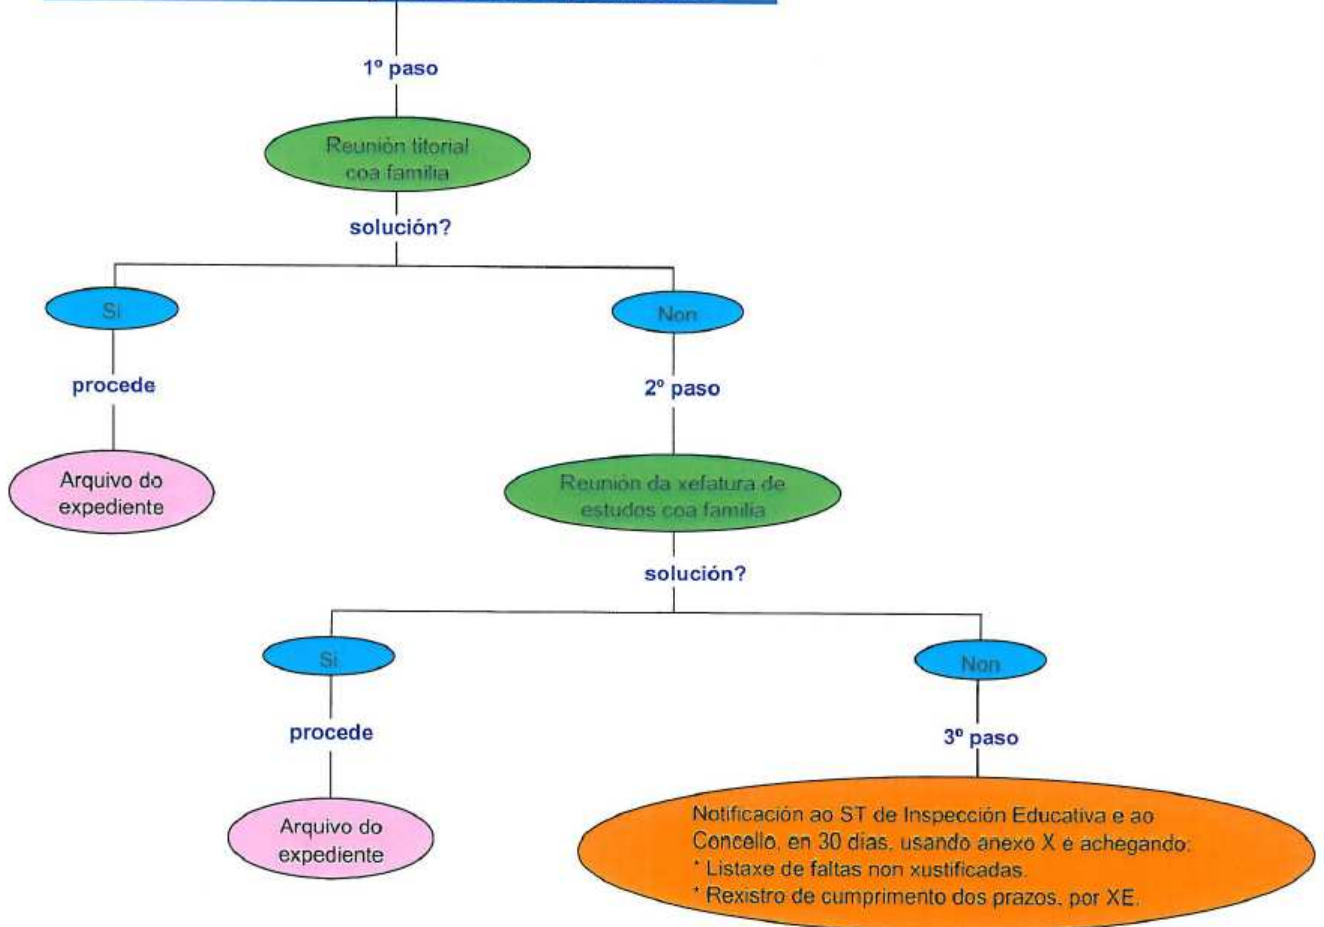 1º paso
Reunión titorial
coa familia
solución?
Si
Non
procede
2º paso
Arquivo do
expediente
Reunión da xefatura de
estudos coa familia
solución?
Si
Non
procede
3º paso
Arquivo do
expediente
Notificación ao ST de Inspección Educativa e ao
Concello, en 30 días, usando anexo X e achegando:
* Listaxe de faltas non xustificadas.
* Rexistro de cumprimento dos prazos, por XE.